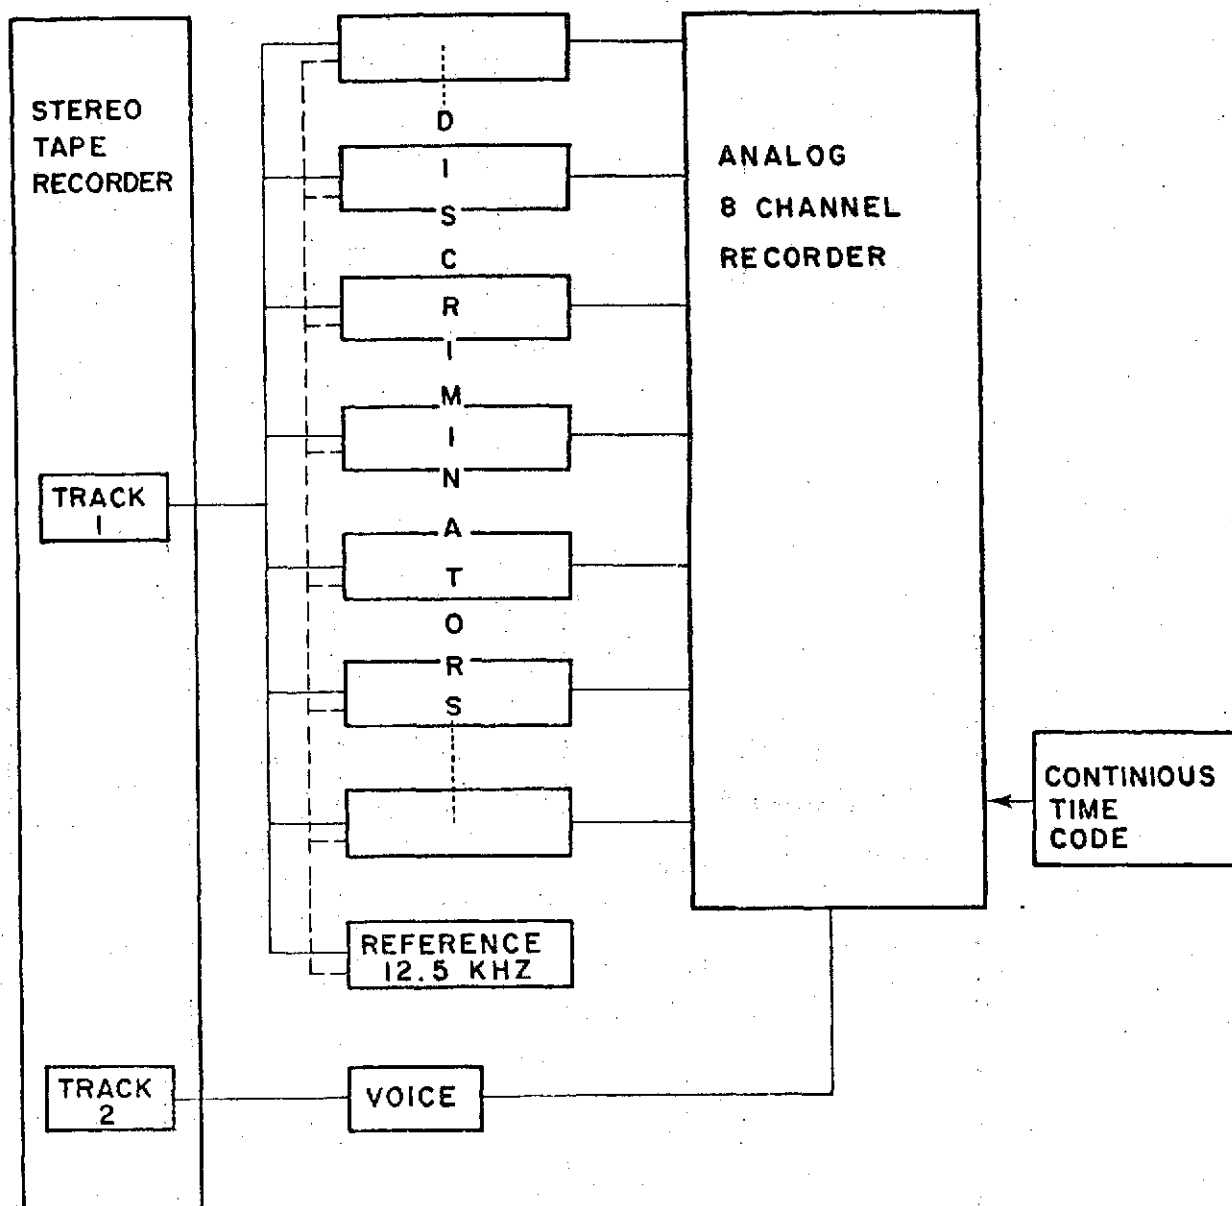 STEREO
TAPE
RECORDER
TRACK
1
TRACK
2
DISCRIMINATORS
REFERENCE
12.5 KHZ
VOICE
ANALOG
8 CHANNEL
RECORDER
CONTINIOUS
TIME
CODE